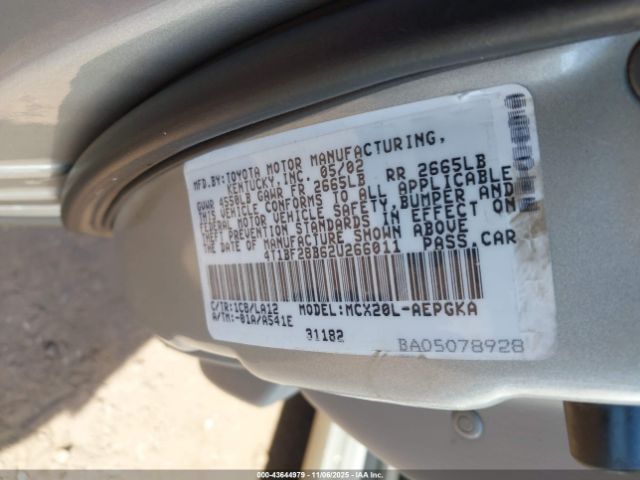 MFD.BY:TOYOTA MOTOR MANUFACTURING,
KENTUCKY, INC. 05/02
GVWR 4550LB GAWR FR 2665LB RR 2665LB
THIS VEHICLE CONFORMS TO ALL APPLICABLE
FEDERAL MOTOR VEHICLE SAFETY, BUMPER AND
THEFT PREVENTION STANDARDS IN EFFECT ON
THE DATE OF MANUFACTURE SHOWN ABOVE
4T1BF28B62U266011 PASS.CAR
C/TR:1CB/LA12 MODEL:MCX20L-AEPGKA
A/TM:-01A/A541E
31182
BA05078928
000-43644979 | 11/06/2025 | IAAI.COM